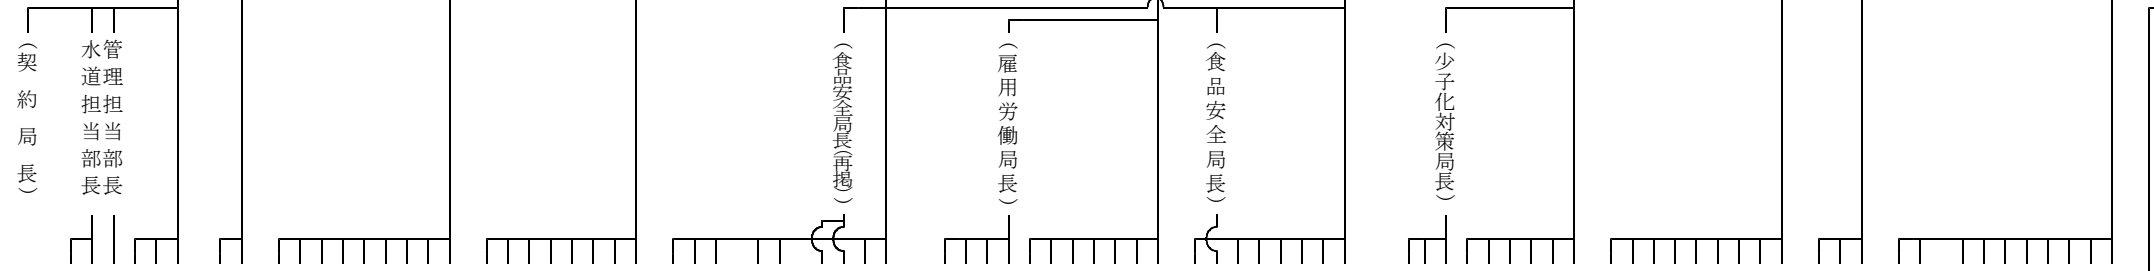 （少子化対策局長）
（食品安全局長）
（雇用労働局長）
（食品安全局長（再掲））
管理担当部長
水道担当部長
（契約局長）